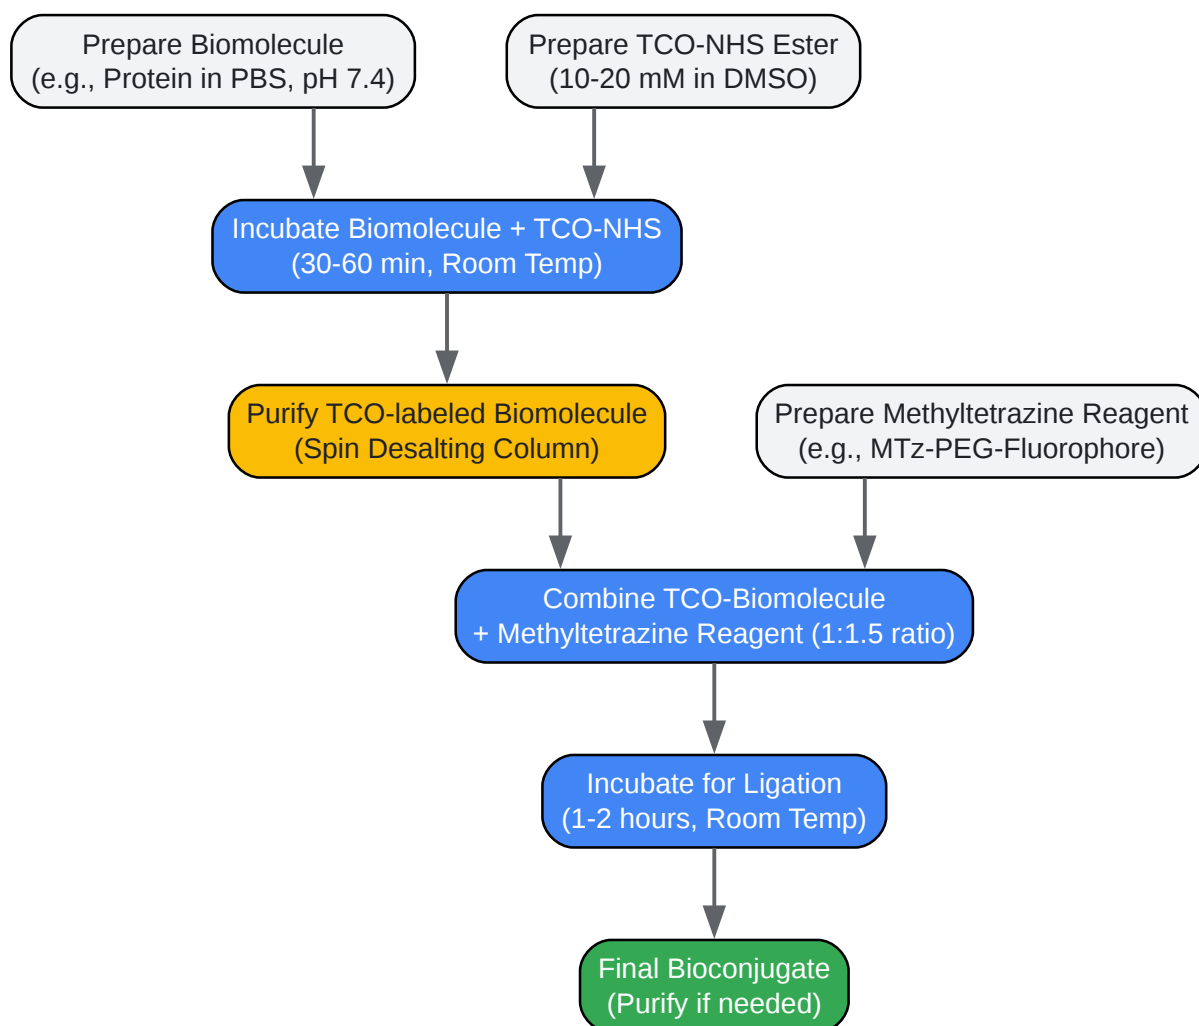 Prepare Biomolecule
(e.g., Protein in PBS, pH 7.4)
Prepare TCO-NHS Ester
(10-20 mM in DMSO)
Incubate Biomolecule + TCO-NHS
(30-60 min, Room Temp)
Purify TCO-labeled Biomolecule
(Spin Desalting Column)
Prepare Methyltetrazine Reagent
(e.g., MTz-PEG-Fluorophore)
Combine TCO-Biomolecule
+ Methyltetrazine Reagent (1:1.5 ratio)
Incubate for Ligation
(1-2 hours, Room Temp)
Final Bioconjugate
(Purify if needed)